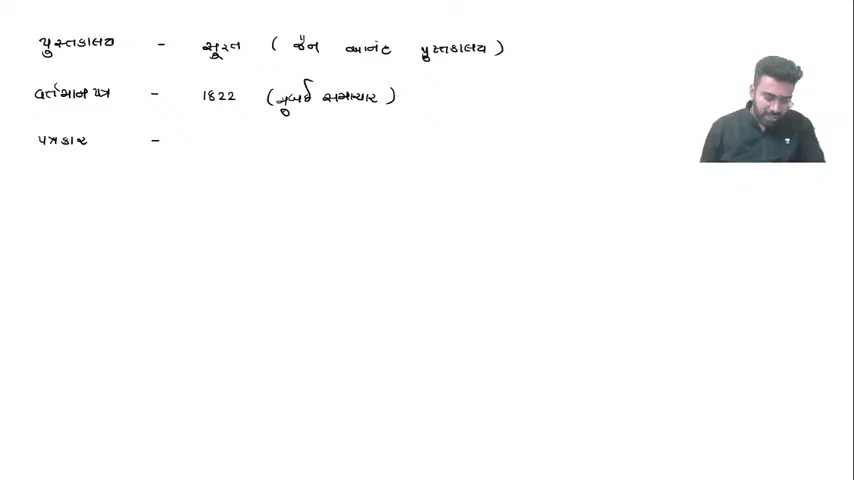 પુસ્તકાલય - સૂરત ( જૈન આનંદ પુસ્તકાલય )
વર્તમાનપત્ર - 1822 ( મુંબઈ સમાચાર )
પત્રકાર -